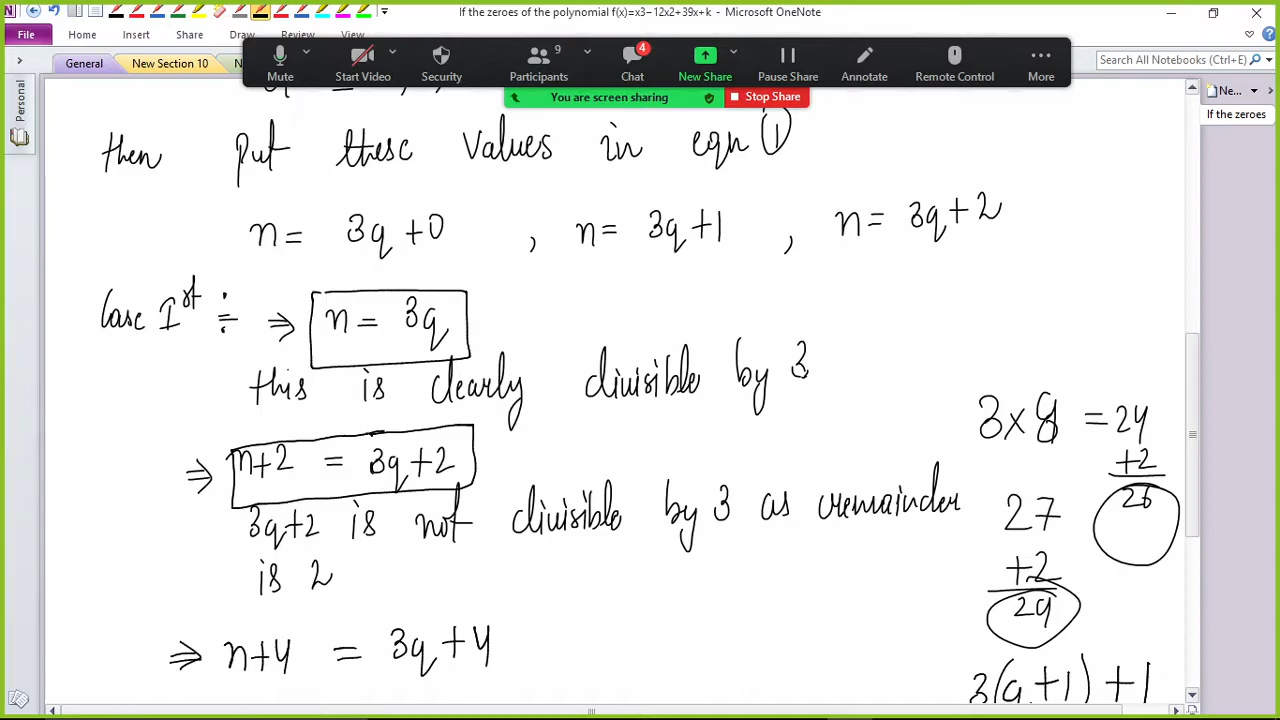 If the zeroes of the polynomial f(x)=x3−12x2+39x+k - Microsoft OneNote
File Home Insert Share Draw Review View
Mute Start Video Security Participants 9 Chat 4 New Share Pause Share Annotate Remote Control More
You are screen sharing Stop Share
General New Section 10
Search All Notebooks (Ctrl+E)
Personal
Ne...
If the zeroes
then put these values in eqn (1)
n = 3q +0 , n = 3q+1 , n = 3q+2
Case Ist ÷ ⇒ n = 3q
this is clearly divisible by 3
⇒ n+2 = 3q+2
3q+2 is not divisible by 3 as remainder
is 2
⇒ n+4 = 3q+4
3×8 = 24
+2
26
27
+2
29
3(q+1) + 1